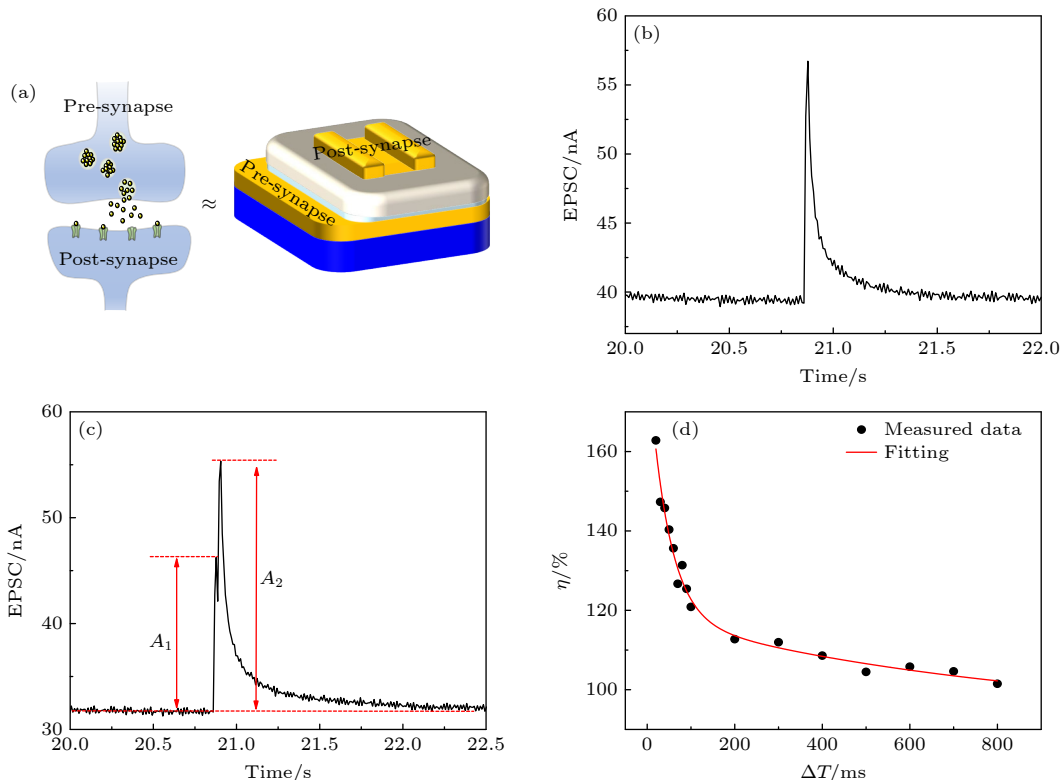 (a)
Pre-synapse
Post-synapse
≈
Post-synapse
Pre-synapse
(b)
60
55
50
45
40
EPSC/nA
20.0 20.5 21.0 21.5 22.0
Time/s
(c)
60
50
40
30
EPSC/nA
A1
A2
20.0 20.5 21.0 21.5 22.0 22.5
Time/s
(d)
Measured data
Fitting
160
140
120
100
η/%
0 200 400 600 800
ΔT/ms